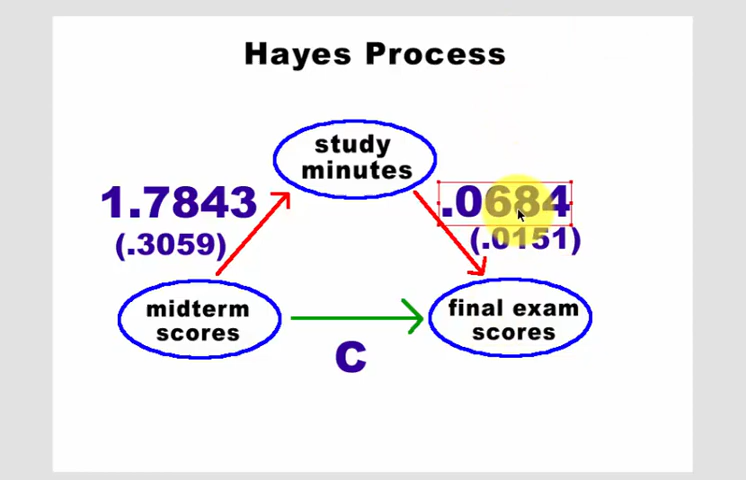 Hayes Process
study
minutes
1.7843
.0684
(.3059)
(.0151)
midterm
scores
final exam
scores
C